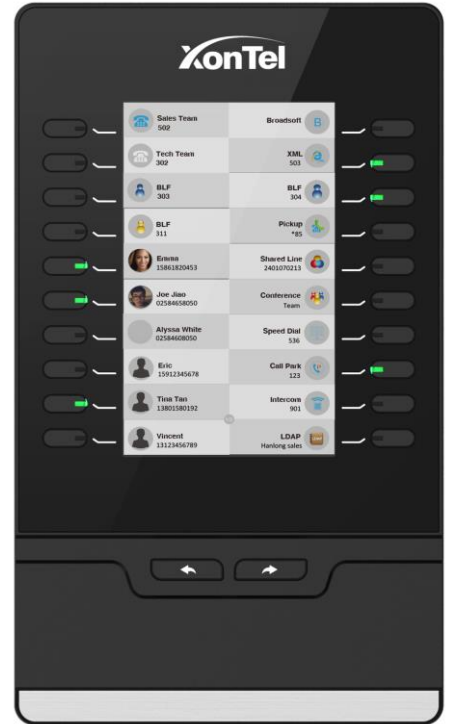 XonTel
Sales Team
502
Broadsoft
B
Tech Team
302
XML
503
BLF
303
BLF
304
BLF
311
Pickup
*85
Emma
15861820453
Shared Line
2401070213
Joe Jiao
02584658050
Conference
Team
Alyssa White
02584608050
Speed Dial
536
Eric
15912345678
Call Park
123
Tina Tan
13801580192
Intercom
901
Vincent
13123456789
LDAP
Hanlong sales